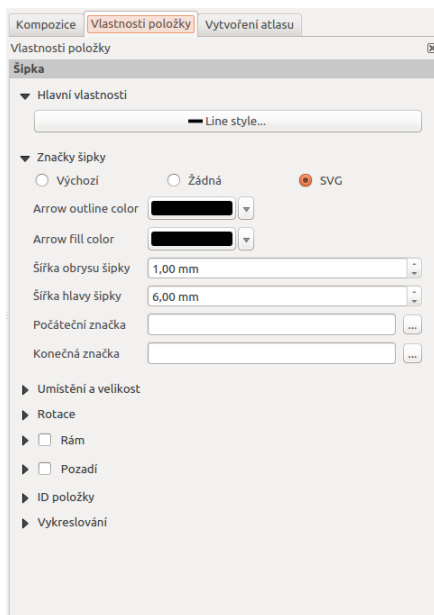 Kompozice Vlastnosti položky Vytvoření atlasu
Vlastnosti položky
Šipka
Hlavní vlastnosti
Line style...
Značky šipky
Výchozí Žádná SVG
Arrow outline color
Arrow fill color
Šířka obrysu šipky 1,00 mm
Šířka hlavy šipky 6,00 mm
Počáteční značka ...
Konečná značka ...
Umístění a velikost
Rotace
Rám
Pozadí
ID položky
Vykreslování